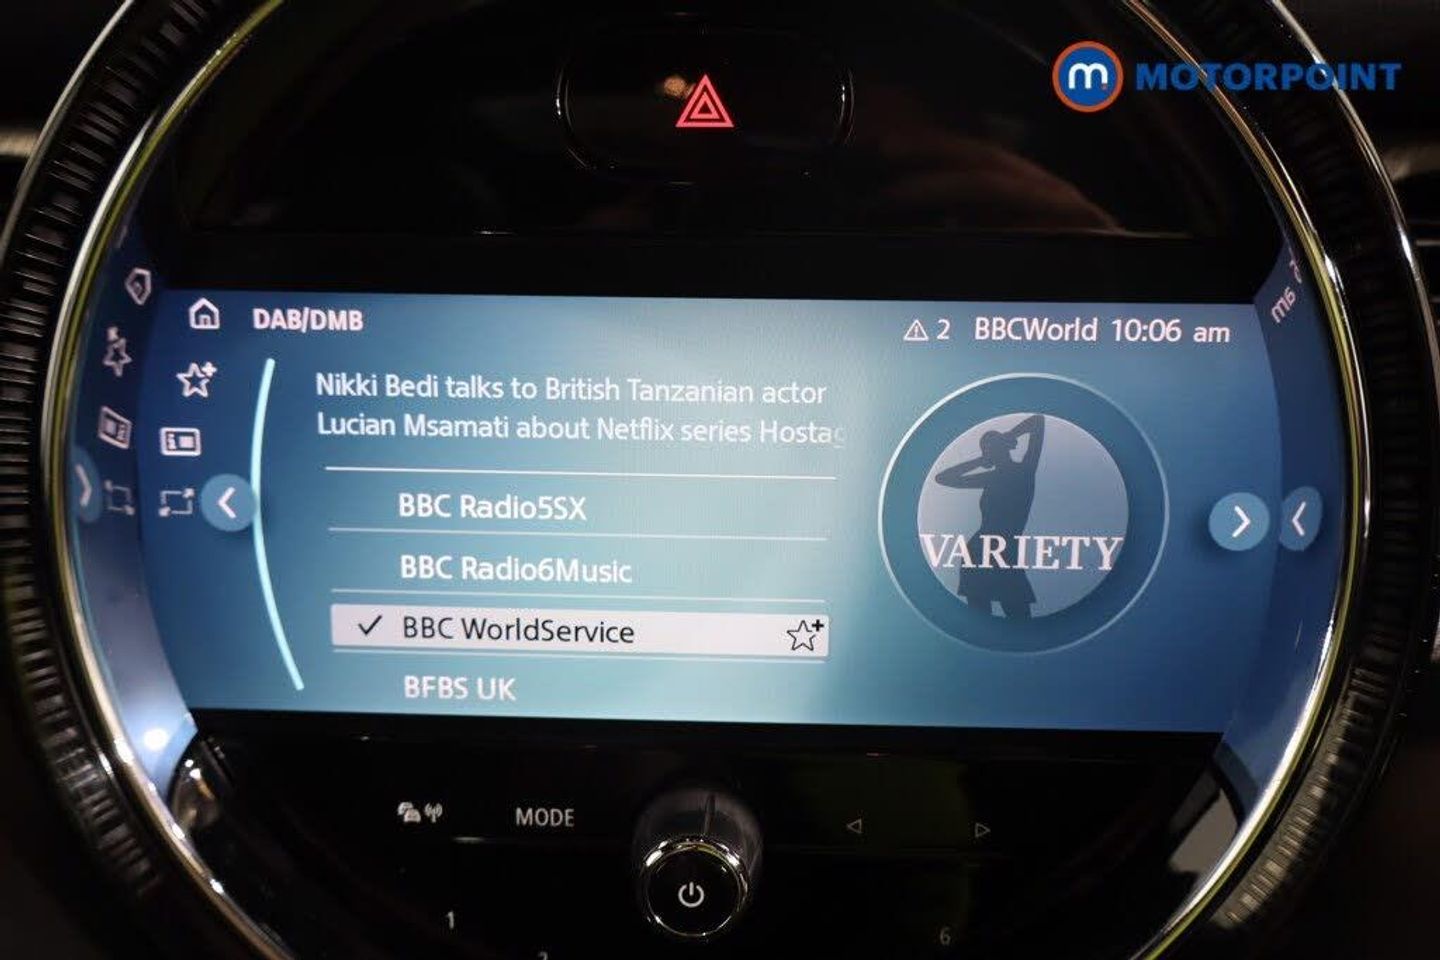 m MOTORPOINT
DAB/DMB
2 BBCWorld 10:06 am
Nikki Bedi talks to British Tanzanian actor
Lucian Msamati about Netflix series Hostag
BBC Radio5SX
BBC Radio6Music
BBC WorldService
BFBS UK
VARIETY
MODE
1
6